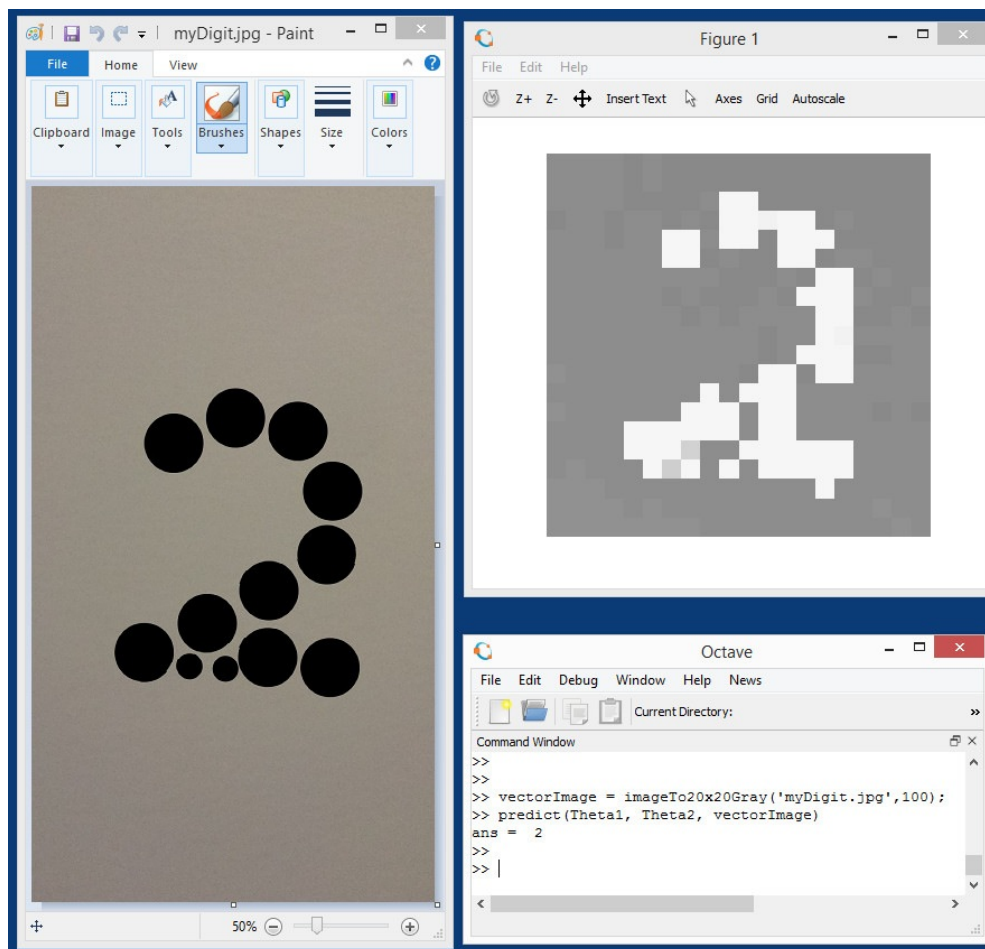 myDigit.jpg - Paint
File Home View
Clipboard Image Tools Brushes Shapes Size Colors
50%
Figure 1
File Edit Help
Z+ Z- Insert Text Axes Grid Autoscale
Octave
File Edit Debug Window Help News
Current Directory:
»
Command Window
>>
>>
>> vectorImage = imageTo20x20Gray('myDigit.jpg',100);
>> predict(Theta1, Theta2, vectorImage)
ans = 2
>>
>>